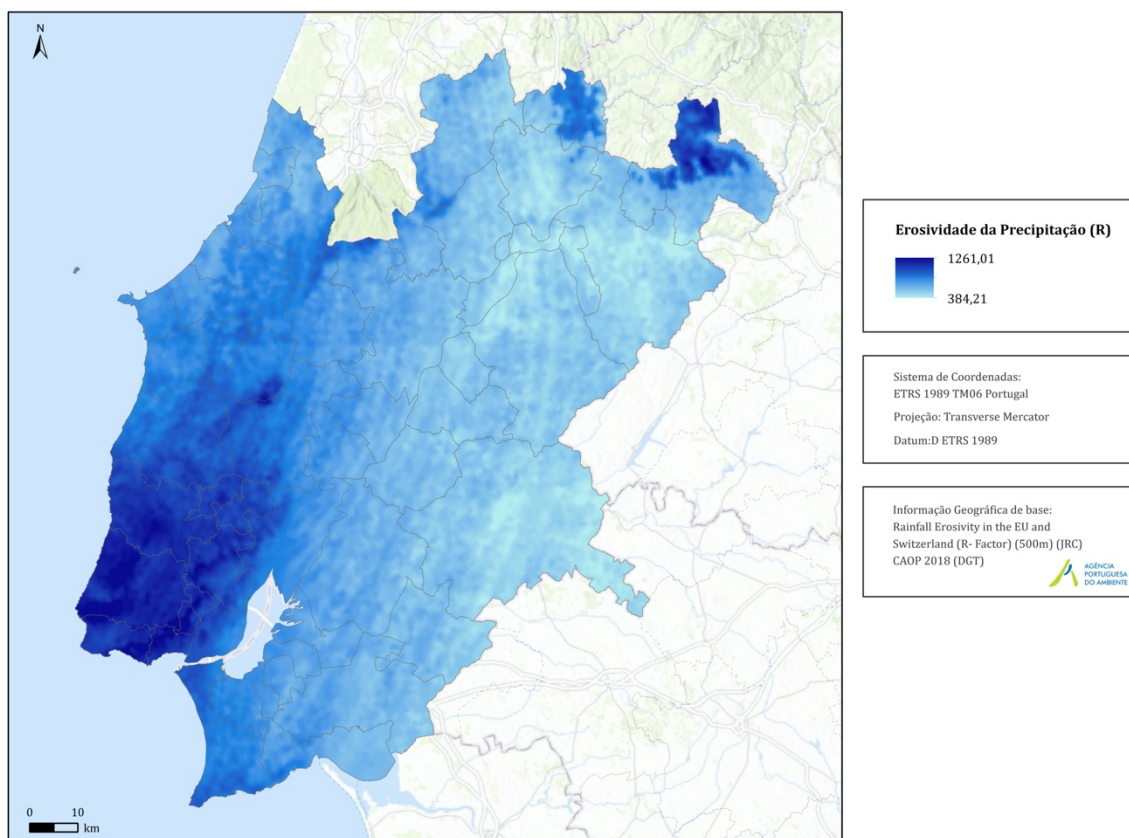 N
0 10
km
Erosividade da Precipitação (R)
1261,01
384,21
Sistema de Coordenadas:
ETRS 1989 TM06 Portugal
Projeção: Transverse Mercator
Datum:D ETRS 1989
Informação Geográfica de base:
Rainfall Erosivity in the EU and
Switzerland (R- Factor) (500m) (JRC)
CAOP 2018 (DGT)
AGÊNCIA
PORTUGUESA
DO AMBIENTE